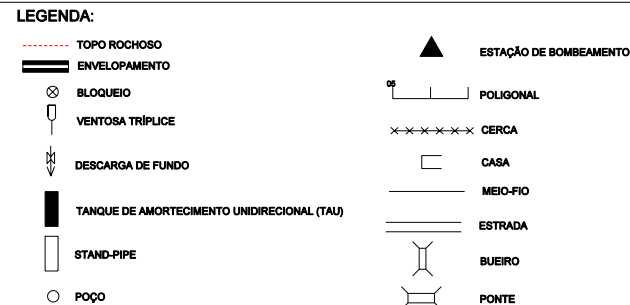 LEGENDA:
TOPO ROCHOSO
ENVELOPAMENTO
BLOQUEIO
VENTOSA TRÍPLICE
DESCARGA DE FUNDO
TANQUE DE AMORTECIMENTO UNIDIRECIONAL (TAU)
STAND-PIPE
POÇO
ESTAÇÃO DE BOMBEAMENTO
05
POLIGONAL
CERCA
CASA
MEIO-FIO
ESTRADA
BUEIRO
PONTE